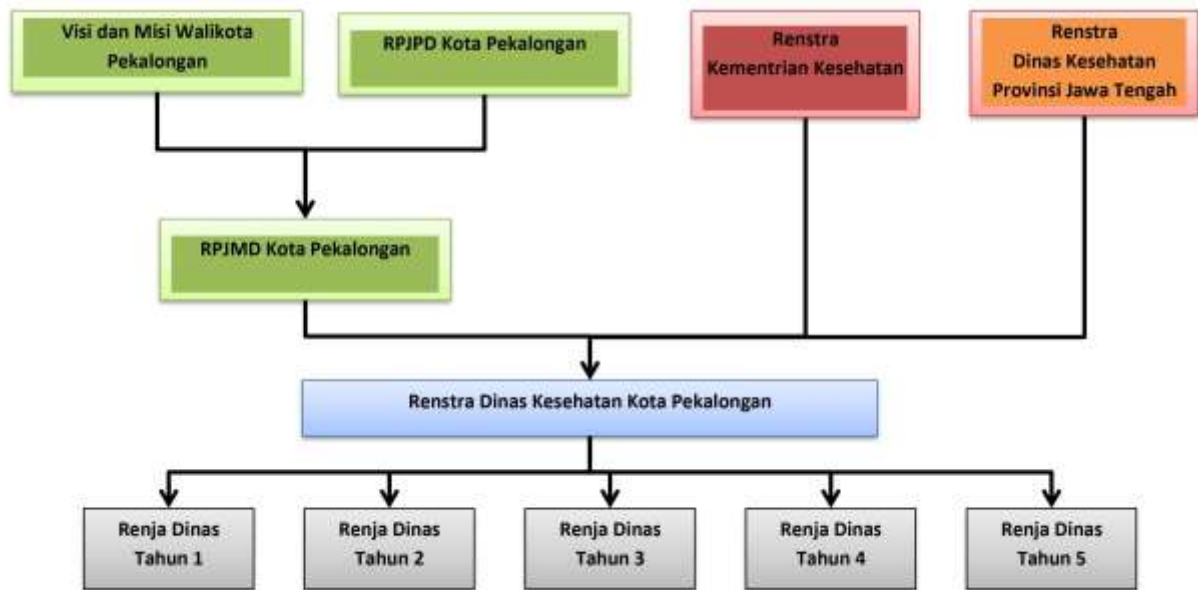 Visi dan Misi Walikota
Pekalongan
RPJPD Kota Pekalongan
Renstra
Kementrian Kesehatan
Renstra
Dinas Kesehatan
Provinsi Jawa Tengah
RPJMD Kota Pekalongan
Renstra Dinas Kesehatan Kota Pekalongan
Renja Dinas
Tahun 1
Renja Dinas
Tahun 2
Renja Dinas
Tahun 3
Renja Dinas
Tahun 4
Renja Dinas
Tahun 5